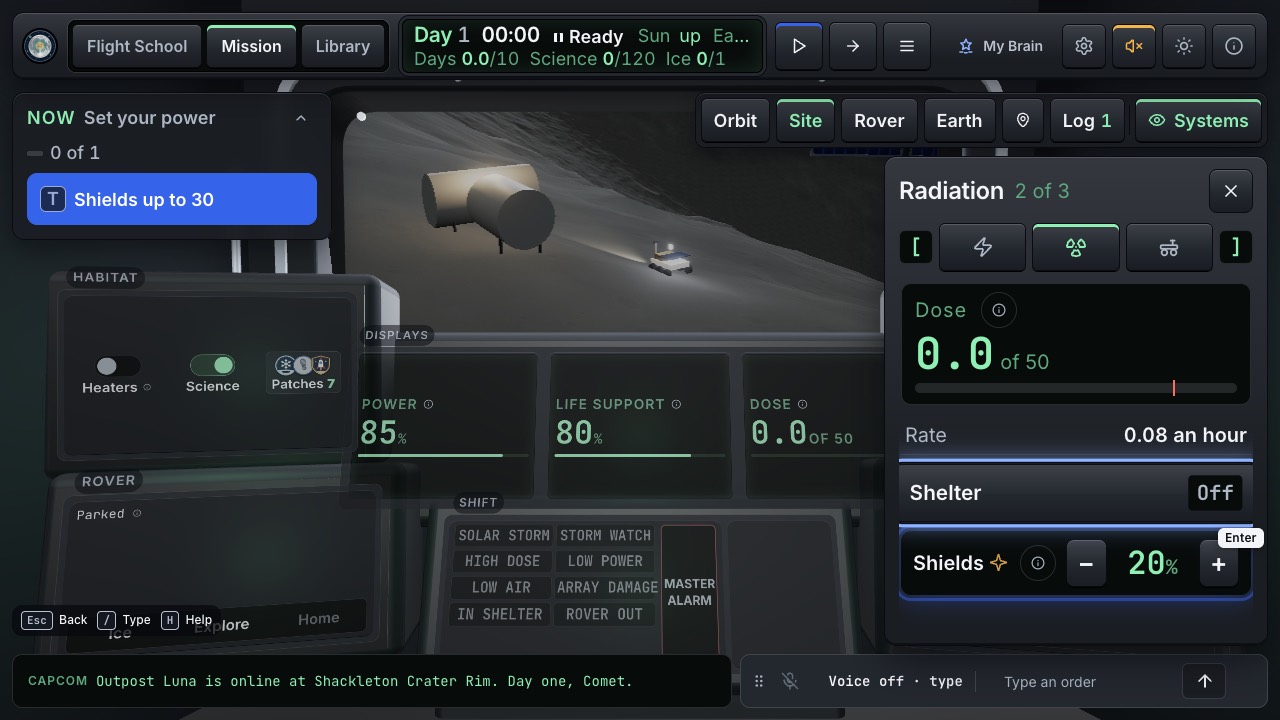 Flight School
Mission
Library
Day 1 00:00 Ready Sun up Ea...
Days 0.0/10 Science 0/120 Ice 0/1
My Brain
NOW Set your power
0 of 1
T Shields up to 30
Orbit
Site
Rover
Earth
Log 1
Systems
Radiation 2 of 3
[
]
Dose
0.0 of 50
Rate 0.08 an hour
Shelter Off
Enter
Shields − 20% +
HABITAT
Heaters
Science
Patches 7
DISPLAYS
POWER
85%
LIFE SUPPORT
80%
DOSE
0.0 OF 50
ROVER
Parked
Ice
Explore
Home
SHIFT
SOLAR STORM STORM WATCH
HIGH DOSE LOW POWER
LOW AIR ARRAY DAMAGE
IN SHELTER ROVER OUT
MASTER
ALARM
Esc Back / Type H Help
CAPCOM Outpost Luna is online at Shackleton Crater Rim. Day one, Comet.
Voice off · type
Type an order